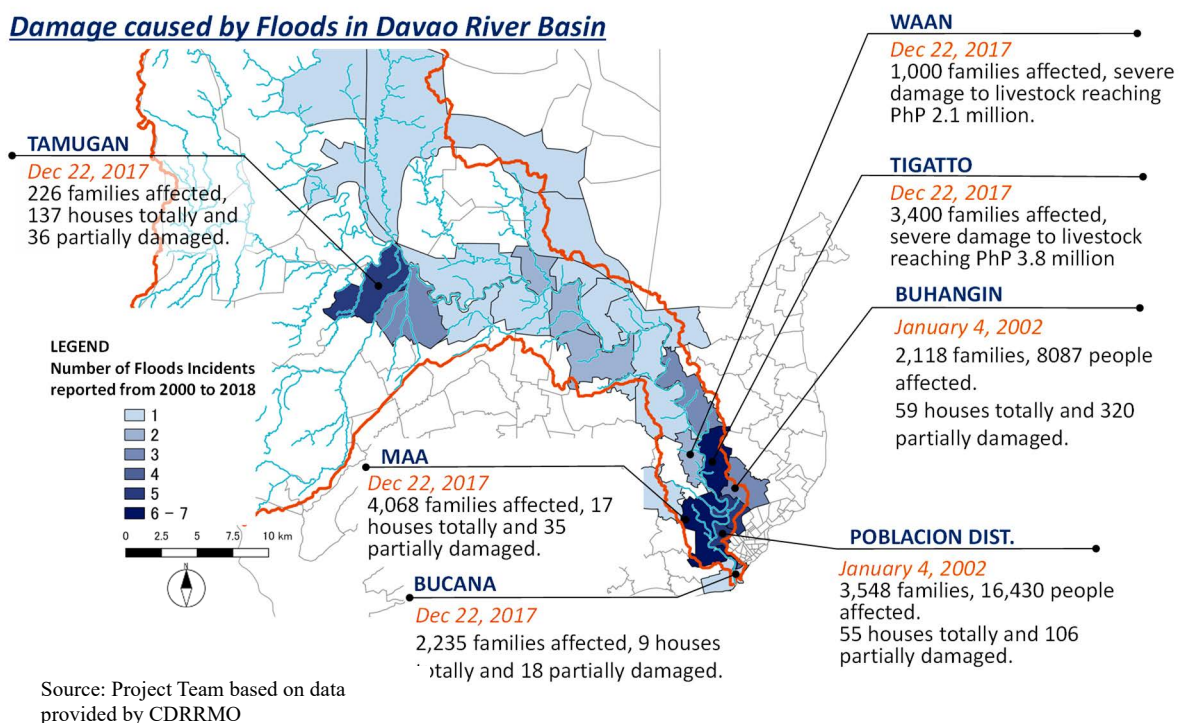 Damage caused by Floods in Davao River Basin
WAAN
Dec 22, 2017
1,000 families affected, severe
damage to livestock reaching
PhP 2.1 million.
TAMUGAN
Dec 22, 2017
226 families affected,
137 houses totally and
36 partially damaged.
TIGATTO
Dec 22, 2017
3,400 families affected,
severe damage to livestock
reaching PhP 3.8 million
BUHANGIN
January 4, 2002
2,118 families, 8087 people
affected.
59 houses totally and 320
partially damaged.
LEGEND
Number of Floods Incidents
reported from 2000 to 2018
1
2
3
4
5
6 – 7
0 2.5 5 7.5 10 km
N
MAA
Dec 22, 2017
4,068 families affected, 17
houses totally and 35
partially damaged.
POBLACION DIST.
January 4, 2002
3,548 families, 16,430 people
affected.
55 houses totally and 106
partially damaged.
BUCANA
Dec 22, 2017
2,235 families affected, 9 houses
otally and 18 partially damaged.
Source: Project Team based on data
provided by CDRRMO